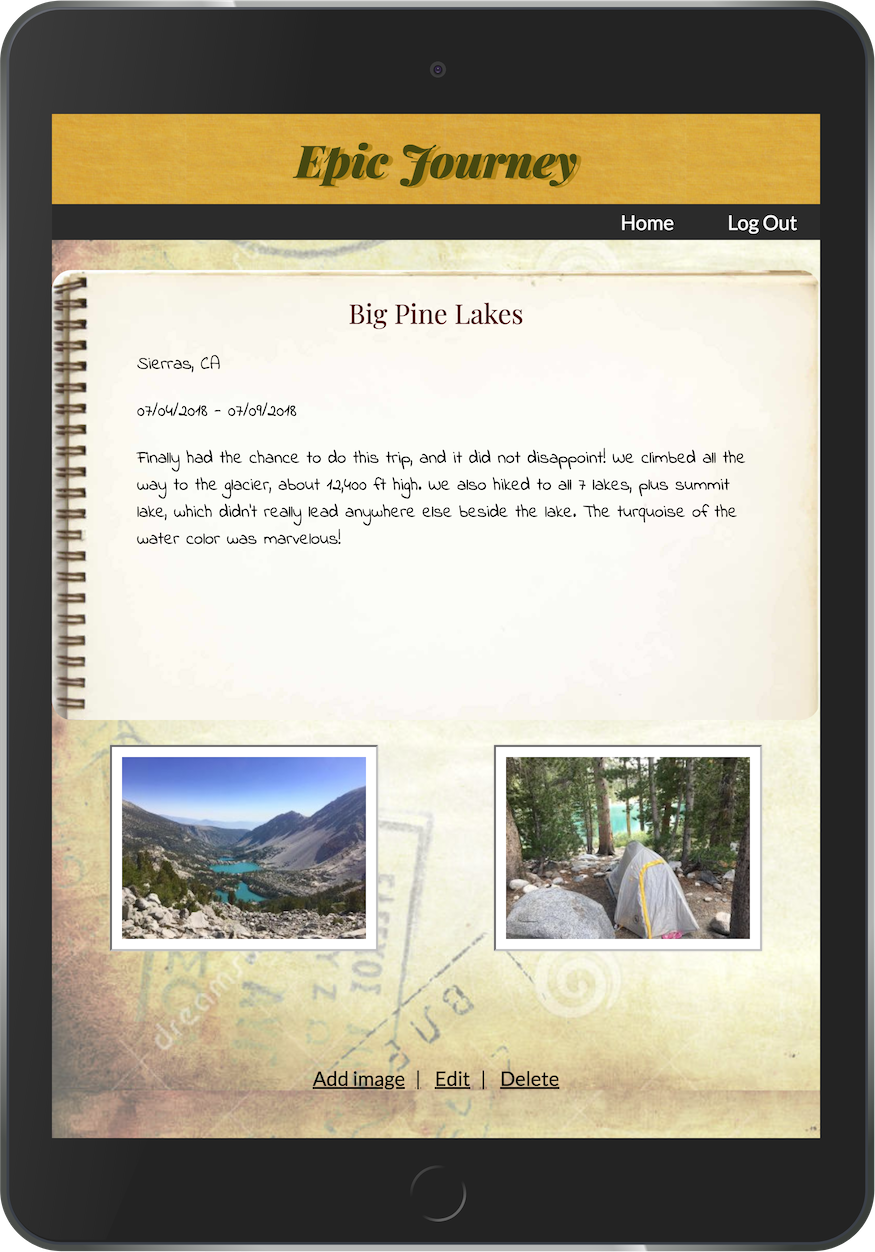 Epic Journey
Home Log Out
Big Pine Lakes
Sierras, CA
07/04/2018 - 07/09/2018
Finally had the chance to do this trip, and it did not disappoint! We climbed all the
way to the glacier, about 12,400 ft high. We also hiked to all 7 lakes, plus summit
lake, which didn't really lead anywhere else beside the lake. The turquoise of the
water color was marvelous!
Add image | Edit | Delete